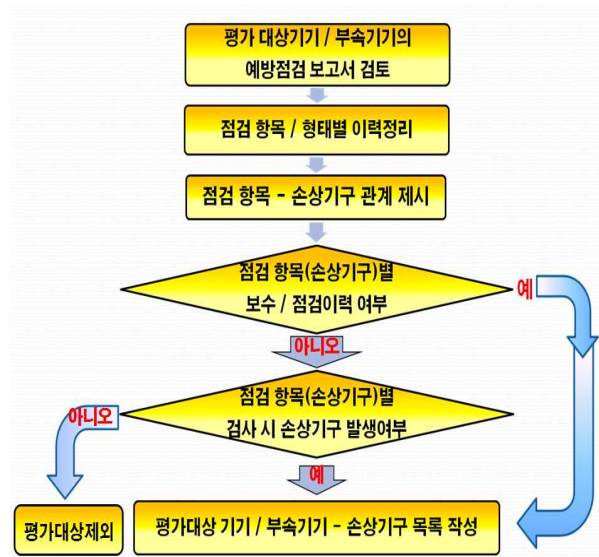 평가 대상기기 / 부속기기의
예방점검 보고서 검토
점검 항목 / 형태별 이력정리
점검 항목 - 손상기구 관계 제시
점검 항목(손상기구)별
보수 / 점검이력 여부
예
아니오
점검 항목(손상기구)별
검사 시 손상기구 발생여부
아니오
예
평가대상제외
평가대상 기기 / 부속기기 - 손상기구 목록 작성